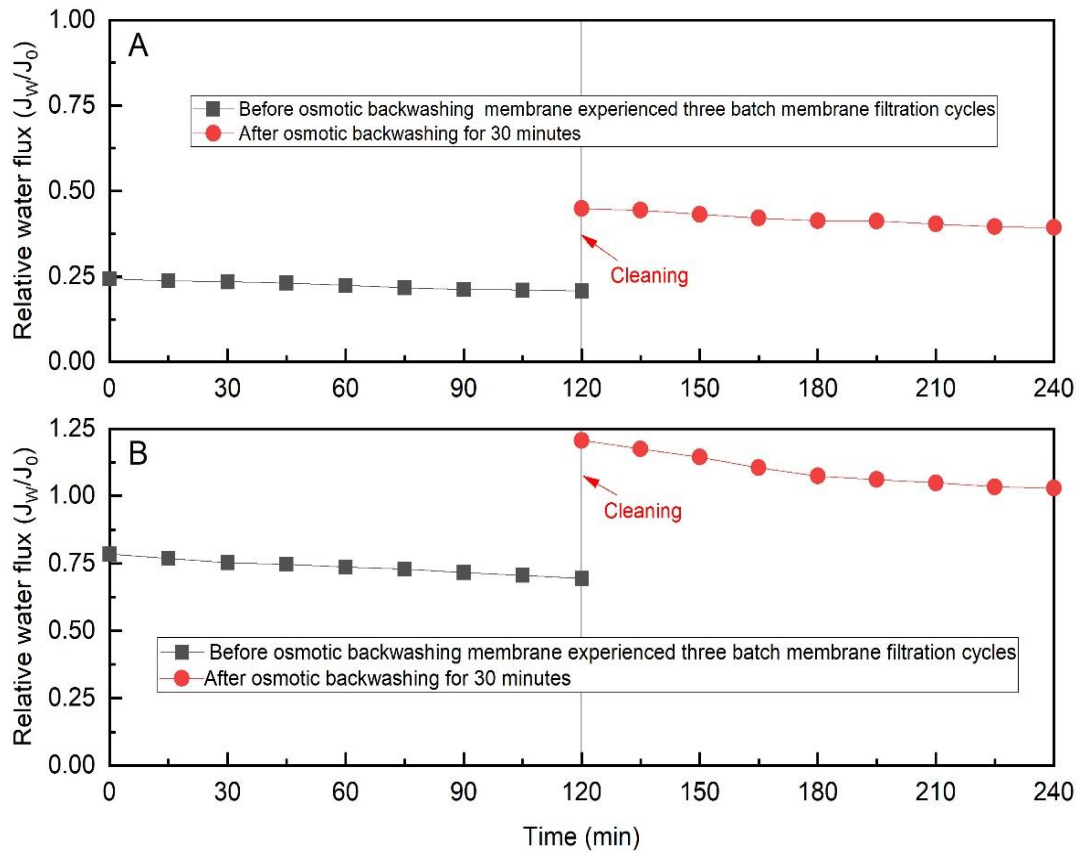 A
Relative water flux (J_W/J_0)
1.00
0.75
0.50
0.25
0.00
Before osmotic backwashing membrane experienced three batch membrane filtration cycles
After osmotic backwashing for 30 minutes
Cleaning
0 30 60 90 120 150 180 210 240
B
Relative water flux (J_W/J_0)
1.25
1.00
0.75
0.50
0.25
0.00
Cleaning
Before osmotic backwashing membrane experienced three batch membrane filtration cycles
After osmotic backwashing for 30 minutes
0 30 60 90 120 150 180 210 240
Time (min)